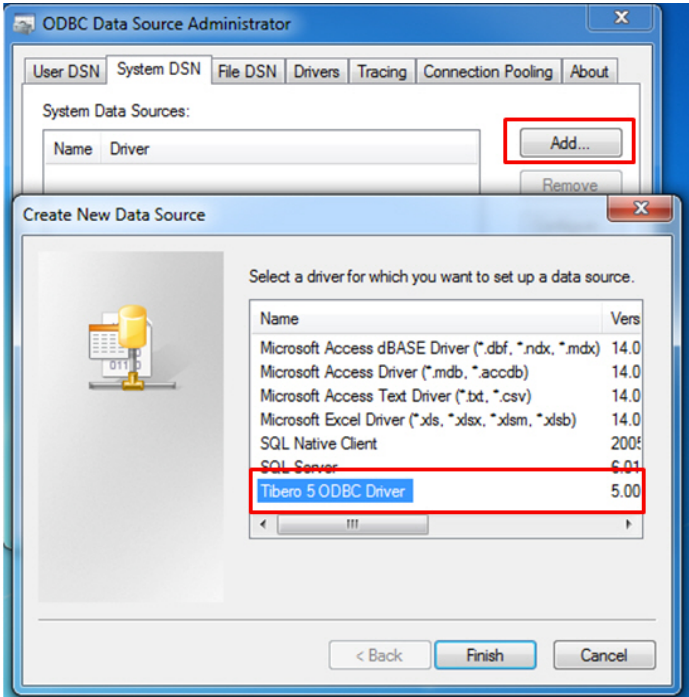 ODBC Data Source Administrator
User DSN System DSN File DSN Drivers Tracing Connection Pooling About
System Data Sources:
Name Driver
Add...
Remove
Create New Data Source
Select a driver for which you want to set up a data source.
Name Vers
Microsoft Access dBASE Driver (*.dbf, *.ndx, *.mdx) 14.0
Microsoft Access Driver (*.mdb, *.accdb) 14.0
Microsoft Access Text Driver (*.txt, *.csv) 14.0
Microsoft Excel Driver (*.xls, *.xlsx, *.xlsm, *.xlsb) 14.0
SQL Native Client 2005
SQL Server 6.01
Tibero 5 ODBC Driver 5.00
< Back Finish Cancel